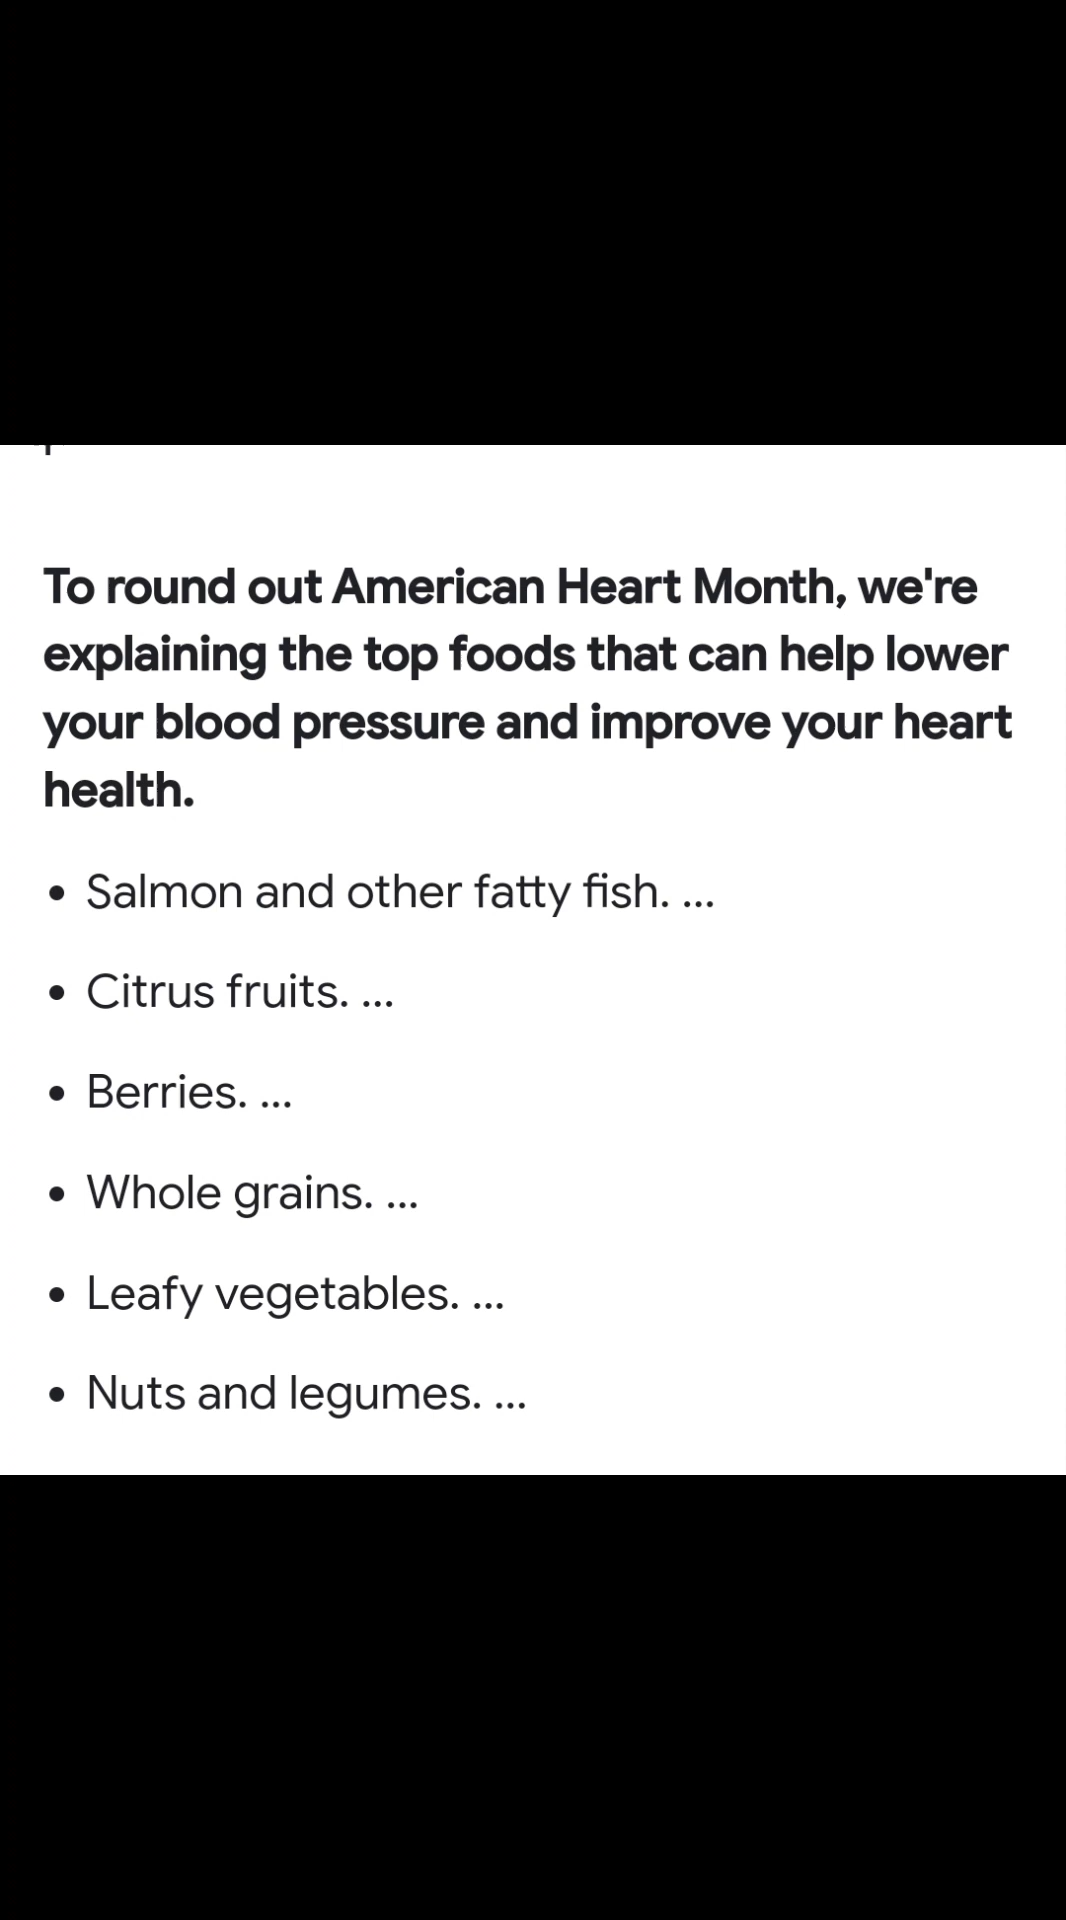 To round out American Heart Month, we're
explaining the top foods that can help lower
your blood pressure and improve your heart
health.
• Salmon and other fatty fish. ...
• Citrus fruits. ...
• Berries. ...
• Whole grains. ...
• Leafy vegetables. ...
• Nuts and legumes. ...